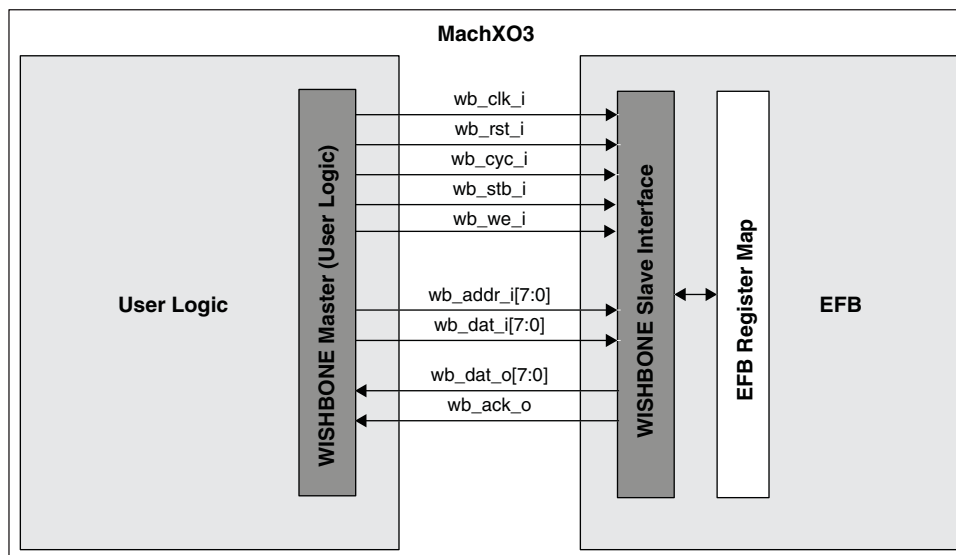 MachXO3
User Logic
WISHBONE Master (User Logic)
wb_clk_i
wb_rst_i
wb_cyc_i
wb_stb_i
wb_we_i
wb_addr_i[7:0]
wb_dat_i[7:0]
wb_dat_o[7:0]
wb_ack_o
WISHBONE Slave Interface
EFB Register Map
EFB